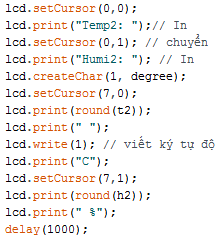 lcd.setCursor(0,0);
lcd.print("Temp2: ");// In
lcd.setCursor(0,1); // chuyển
lcd.print("Humi2: "); // In
lcd.createChar(1, degree);
lcd.setCursor(7,0);
lcd.print(round(t2));
lcd.print(" ");
lcd.write(1); // viết ký tự độ
lcd.print("C");
lcd.setCursor(7,1);
lcd.print(round(h2));
lcd.print(" %");
delay(1000);